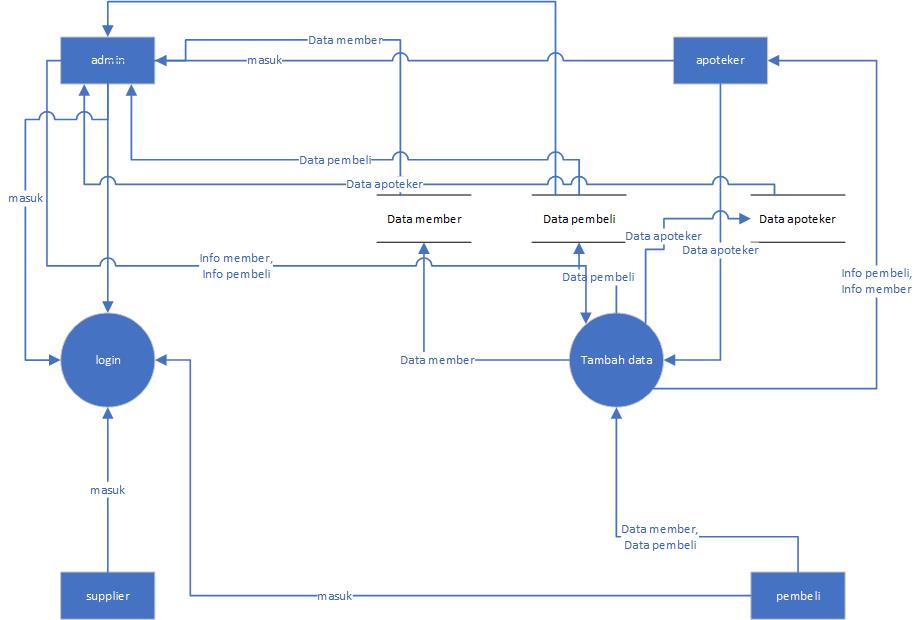 Data member
admin
masuk
apoteker
Data pembeli
Data apoteker
masuk
Data member
Data pembeli
Data apoteker
Data apoteker
Data apoteker
Info member,
Info pembeli
Data pembeli
Info pembeli,
Info member
login
Data member
Tambah data
masuk
Data member,
Data pembeli
supplier
masuk
pembeli